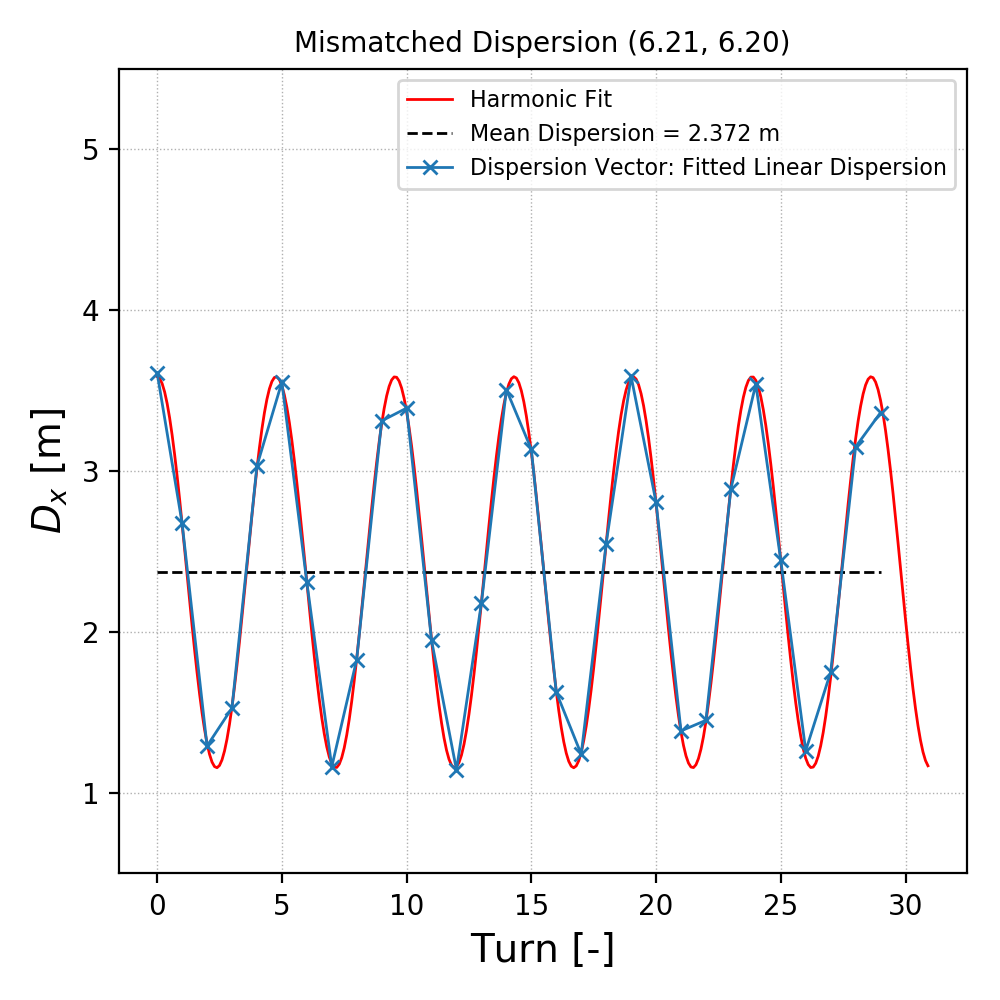 Mismatched Dispersion (6.21, 6.20)
Harmonic Fit
Mean Dispersion = 2.372 m
Dispersion Vector: Fitted Linear Dispersion
5
4
3
2
1
Dₓ [m]
0 5 10 15 20 25 30
Turn [-]